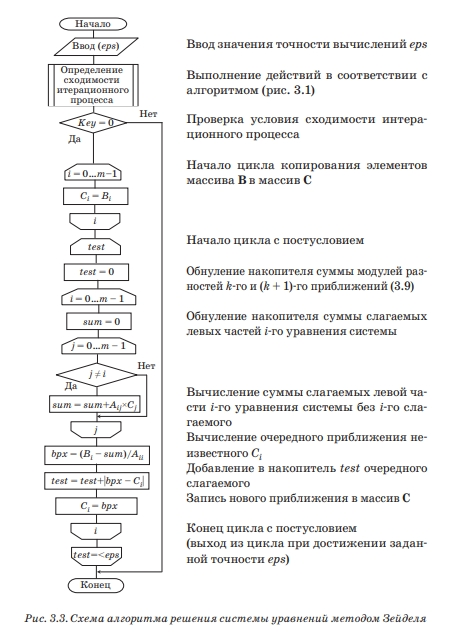 Начало
Ввод (eps)
Ввод значения точности вычислений eps
Определение
сходимости
итерационного
процесса
Выполнение действий в соответствии с
алгоритмом (рис. 3.1)
Key = 0
Нет
Да
Проверка условия сходимости итера-
ционного процесса
i = 0...m−1
Начало цикла копирования элементов
массива B в массив C
Ci = Bi
i
test
Начало цикла с постусловием
test = 0
Обнуление накопителя суммы модулей раз-
ностей k-го и (k + 1)-го приближений (3.9)
i = 0...m − 1
sum = 0
Обнуление накопителя суммы слагаемых
левых частей i-го уравнения системы
j = 0...m − 1
j ≠ i
Нет
Да
sum = sum+Aij×Cj
Вычисление суммы слагаемых левой ча-
сти i-го уравнения системы без i-го сла-
гаемого
j
bpx = (Bi − sum)/Aii
Вычисление очередного приближения не-
известного Ci
test = test+|bpx − Ci|
Добавление в накопитель test очередного
слагаемого
Ci = bpx
Запись нового приближения в массив C
i
test=<eps
Конец цикла с постусловием
(выход из цикла при достижении задан-
ной точности eps)
Конец
Рис. 3.3. Схема алгоритма решения системы уравнений методом Зейделя